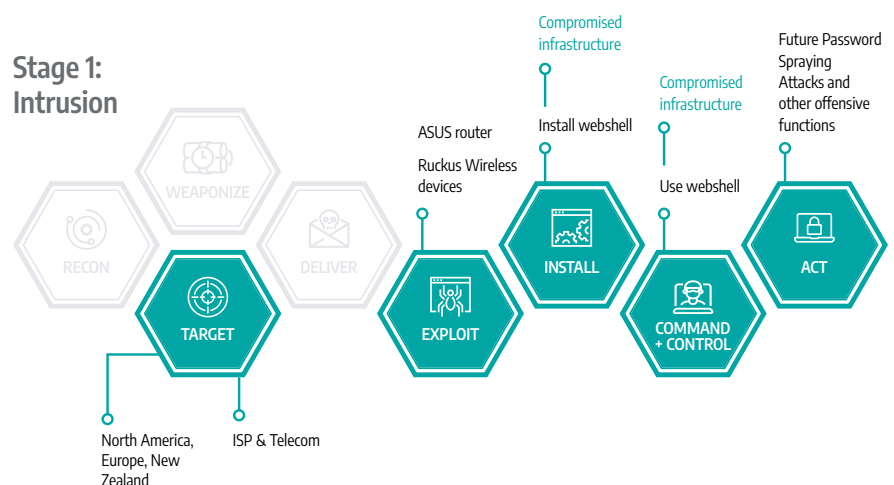 Stage 1:
Intrusion
RECON
WEAPONIZE
DELIVER
TARGET
North America,
Europe, New
Zealand
ISP & Telecom
ASUS router
Ruckus Wireless
devices
EXPLOIT
Compromised
infrastructure
Install webshell
INSTALL
Compromised
infrastructure
Use webshell
COMMAND
+ CONTROL
Future Password
Spraying
Attacks and
other offensive
functions
ACT